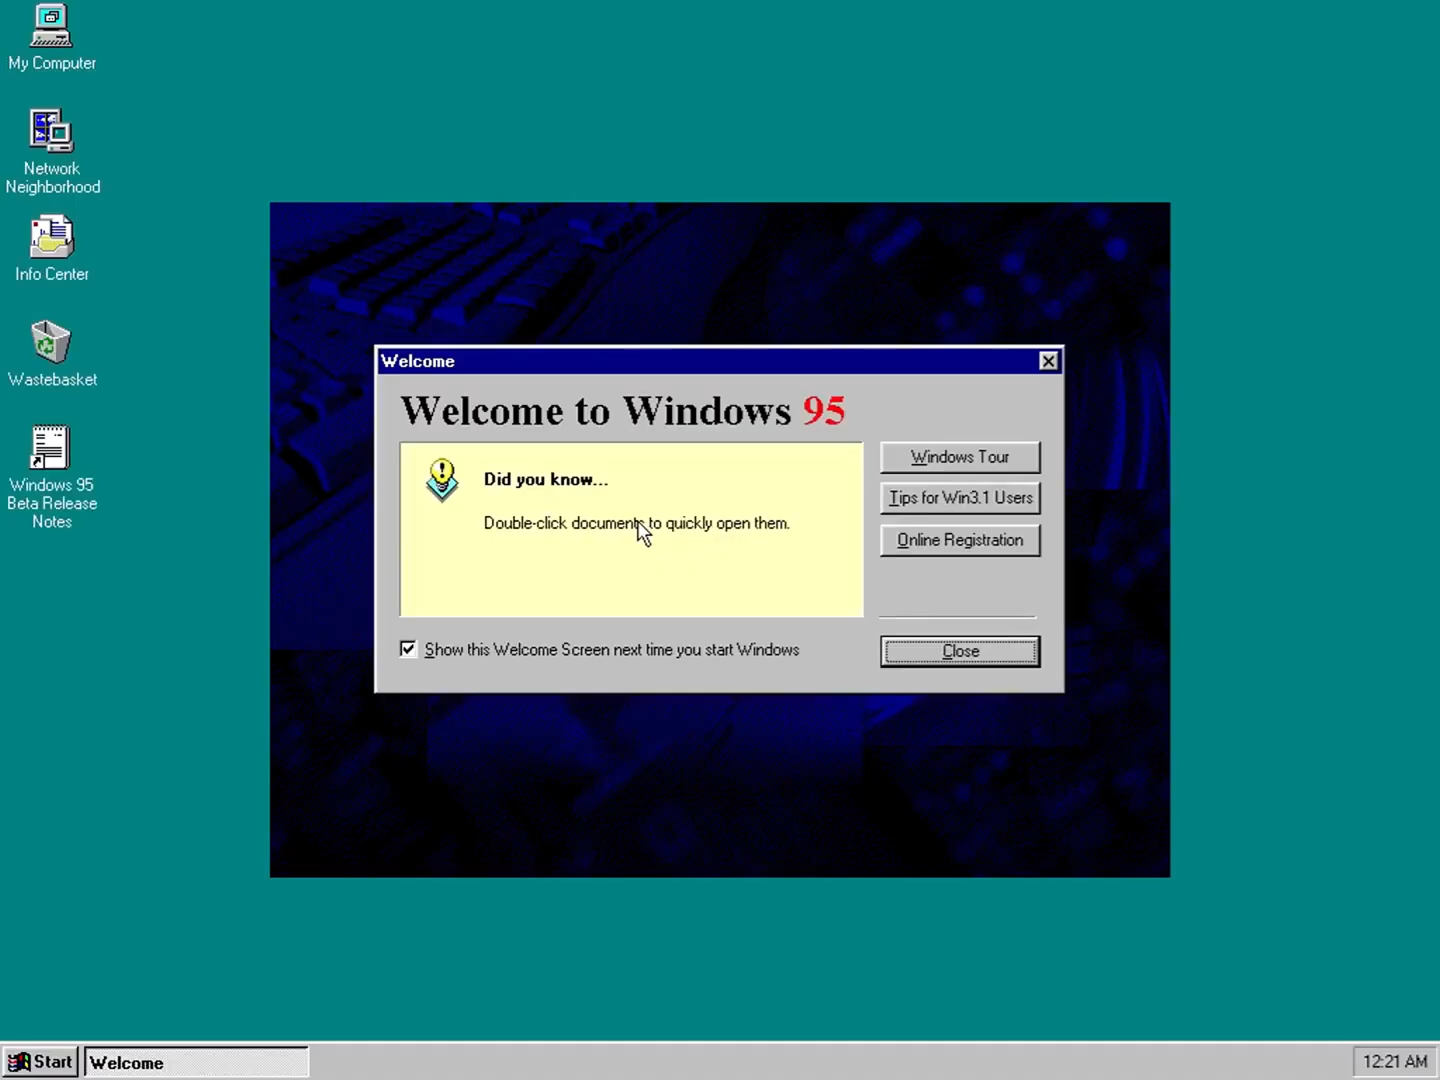 My Computer
Network
Neighborhood
Info Center
Wastebasket
Windows 95
Beta Release
Notes
Welcome
Welcome to Windows 95
Did you know...
Double-click documents to quickly open them.
Windows Tour
Tips for Win3.1 Users
Online Registration
Show this Welcome Screen next time you start Windows
Close
Start
Welcome
12:21 AM